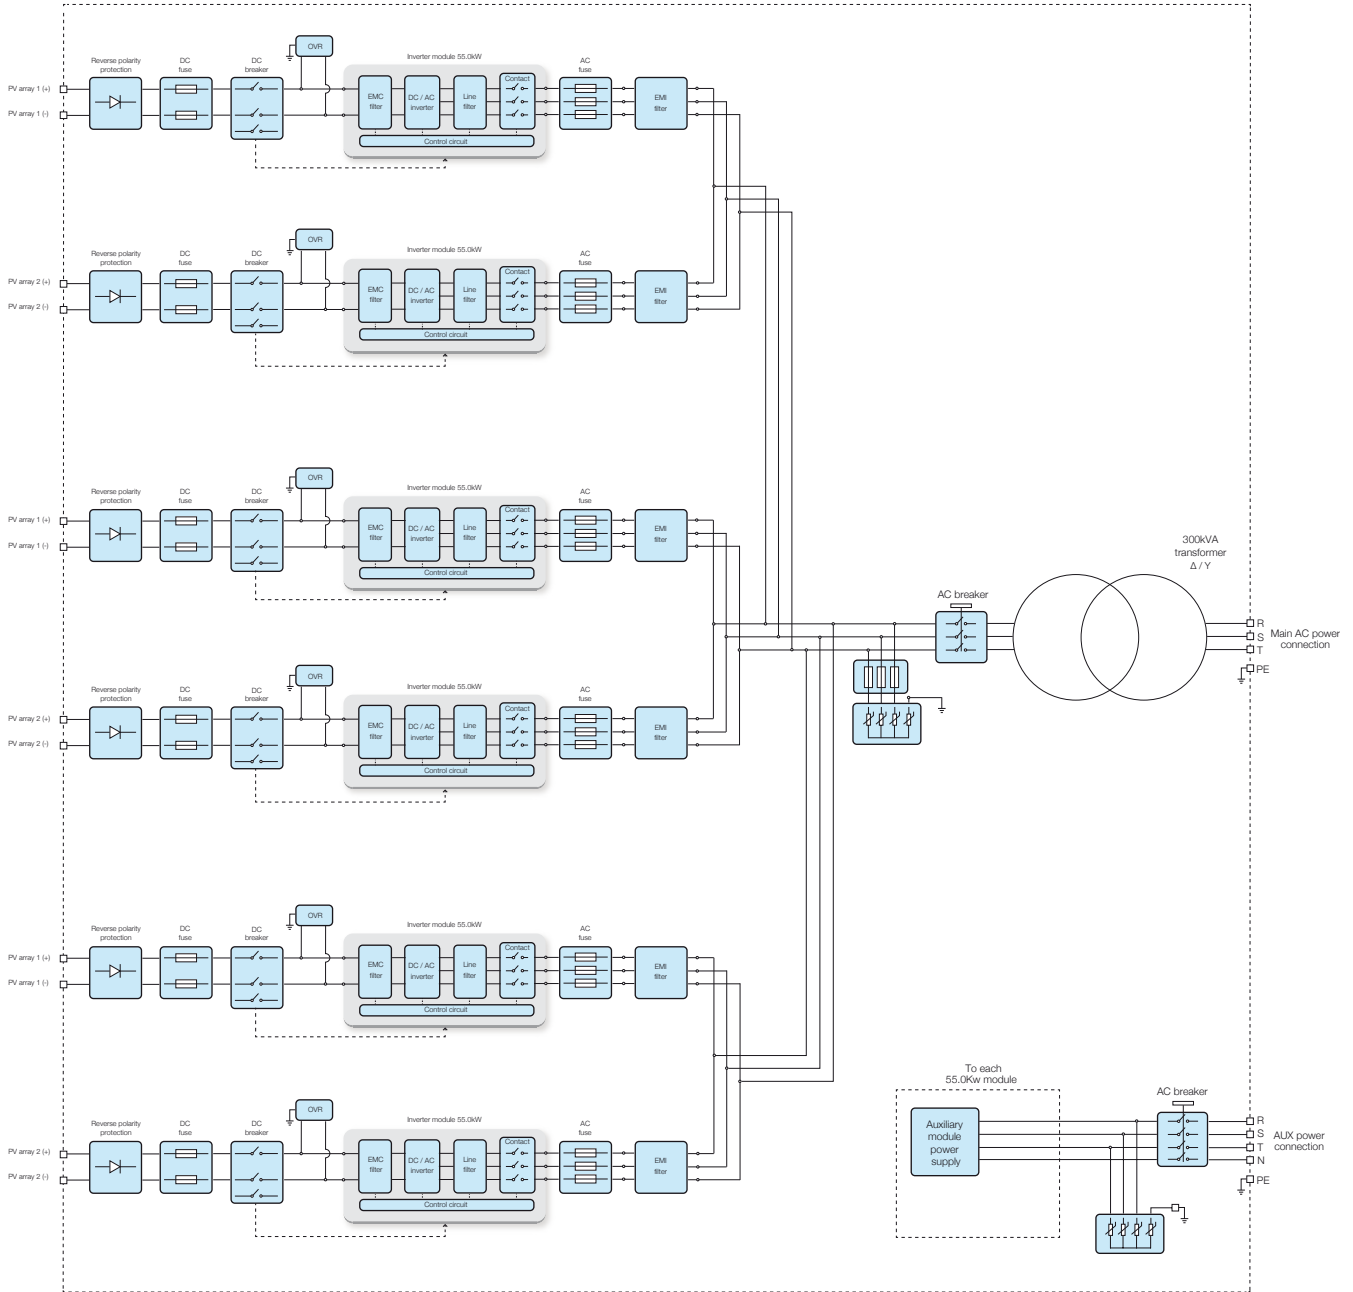 OVR
Inverter module 55.0kW
Reverse polarity
protection
DC
fuse
DC
breaker
AC
fuse
PV array 1 (+)
PV array 1 (-)
EMC
filter
DC / AC
inverter
Line
filter
Contact
EMI
filter
Control circuit
OVR
Inverter module 55.0kW
Reverse polarity
protection
DC
fuse
DC
breaker
AC
fuse
PV array 2 (+)
PV array 2 (-)
EMC
filter
DC / AC
inverter
Line
filter
Contact
EMI
filter
Control circuit
OVR
Inverter module 55.0kW
Reverse polarity
protection
DC
fuse
DC
breaker
AC
fuse
PV array 1 (+)
PV array 1 (-)
EMC
filter
DC / AC
inverter
Line
filter
Contact
EMI
filter
Control circuit
300kVA
transformer
Δ / Y
AC breaker
R
S
T
PE
Main AC power
connection
OVR
Inverter module 55.0kW
Reverse polarity
protection
DC
fuse
DC
breaker
AC
fuse
PV array 2 (+)
PV array 2 (-)
EMC
filter
DC / AC
inverter
Line
filter
Contact
EMI
filter
Control circuit
OVR
Inverter module 55.0kW
Reverse polarity
protection
DC
fuse
DC
breaker
AC
fuse
PV array 1 (+)
PV array 1 (-)
EMC
filter
DC / AC
inverter
Line
filter
Contact
EMI
filter
Control circuit
OVR
Inverter module 55.0kW
Reverse polarity
protection
DC
fuse
DC
breaker
AC
fuse
PV array 2 (+)
PV array 2 (-)
EMC
filter
DC / AC
inverter
Line
filter
Contact
EMI
filter
Control circuit
To each
55.0Kw module
Auxiliary
module
power
supply
AC breaker
R
S
T
N
PE
AUX power
connection